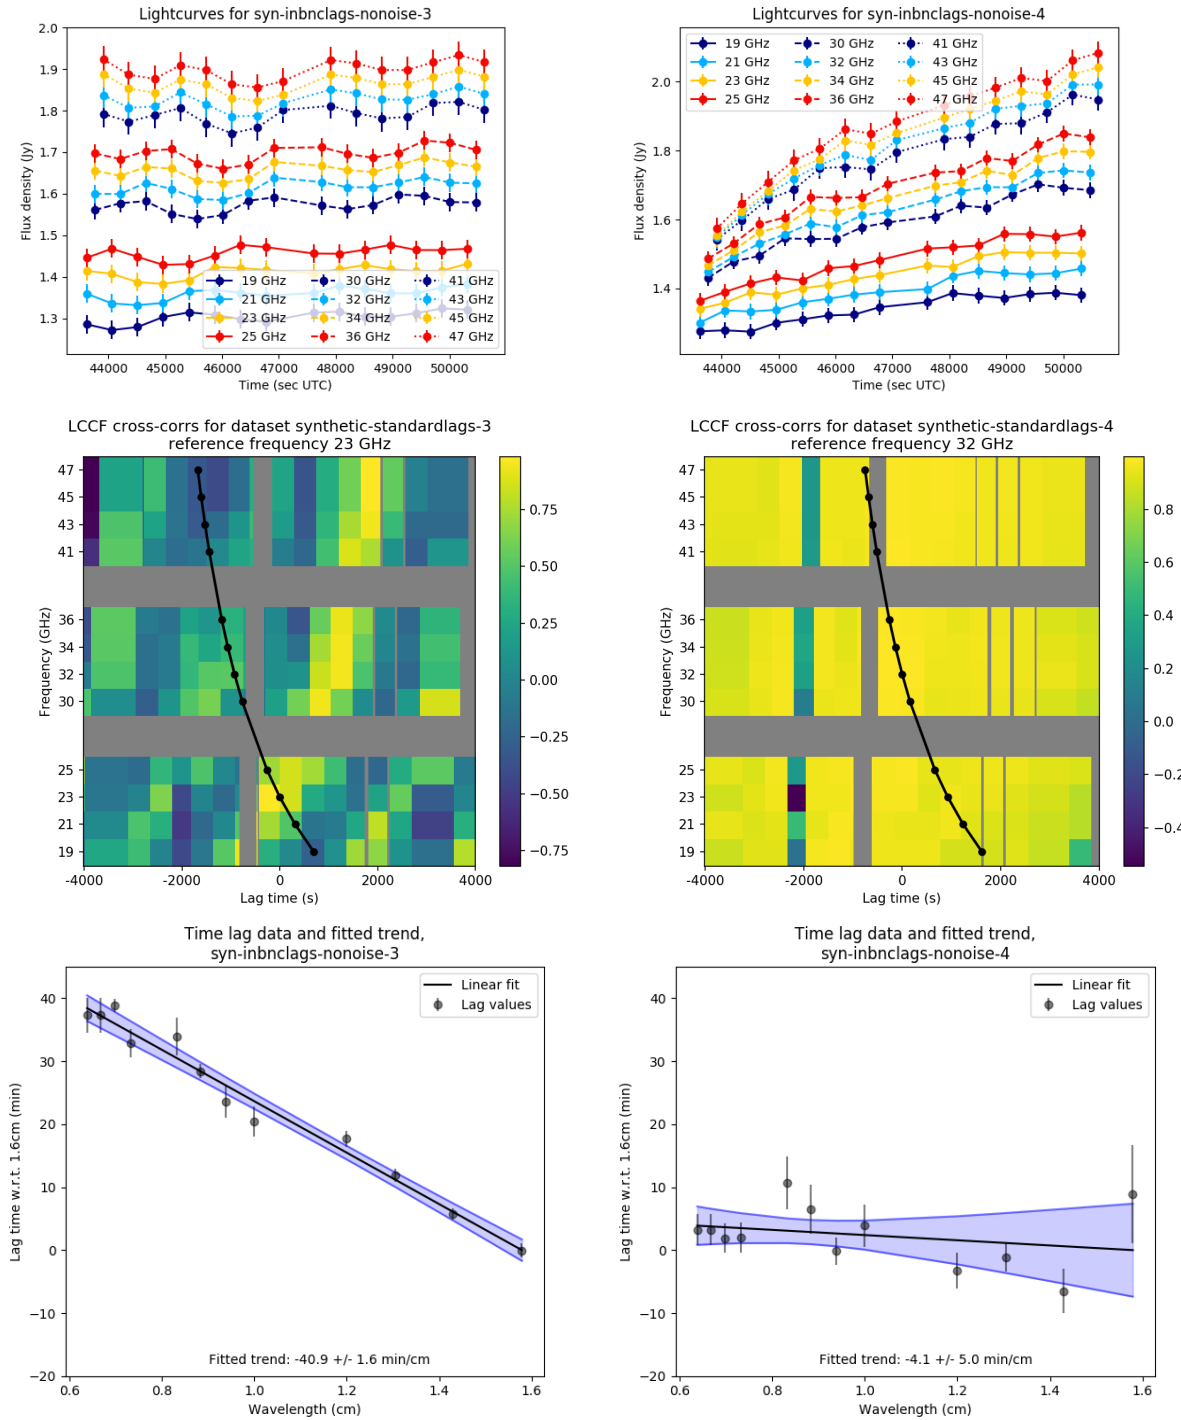 Lightcurves for syn-inbnclags-nonoise-3
2.0
1.9
1.8
1.7
1.6
1.5
1.4
1.3
Flux density (Jy)
19 GHz
21 GHz
23 GHz
25 GHz
30 GHz
32 GHz
34 GHz
36 GHz
41 GHz
43 GHz
45 GHz
47 GHz
44000 45000 46000 47000 48000 49000 50000
Time (sec UTC)
Lightcurves for syn-inbnclags-nonoise-4
19 GHz
21 GHz
23 GHz
25 GHz
30 GHz
32 GHz
34 GHz
36 GHz
41 GHz
43 GHz
45 GHz
47 GHz
2.0
1.8
1.6
1.4
Flux density (Jy)
44000 45000 46000 47000 48000 49000 50000
Time (sec UTC)
LCCF cross-corrs for dataset synthetic-standardlags-3
reference frequency 23 GHz
47
45
43
41
36
34
32
30
25
23
21
19
Frequency (GHz)
-4000 -2000 0 2000 4000
Lag time (s)
0.75
0.50
0.25
0.00
−0.25
−0.50
−0.75
LCCF cross-corrs for dataset synthetic-standardlags-4
reference frequency 32 GHz
47
45
43
41
36
34
32
30
25
23
21
19
Frequency (GHz)
-4000 -2000 0 2000 4000
Lag time (s)
0.8
0.6
0.4
0.2
0.0
−0.2
−0.4
Time lag data and fitted trend,
syn-inbnclags-nonoise-3
Linear fit
Lag values
40
30
20
10
0
−10
−20
Lag time w.r.t. 1.6cm (min)
Fitted trend: -40.9 +/- 1.6 min/cm
0.6 0.8 1.0 1.2 1.4 1.6
Wavelength (cm)
Time lag data and fitted trend,
syn-inbnclags-nonoise-4
Linear fit
Lag values
40
30
20
10
0
−10
−20
Lag time w.r.t. 1.6cm (min)
Fitted trend: -4.1 +/- 5.0 min/cm
0.6 0.8 1.0 1.2 1.4 1.6
Wavelength (cm)